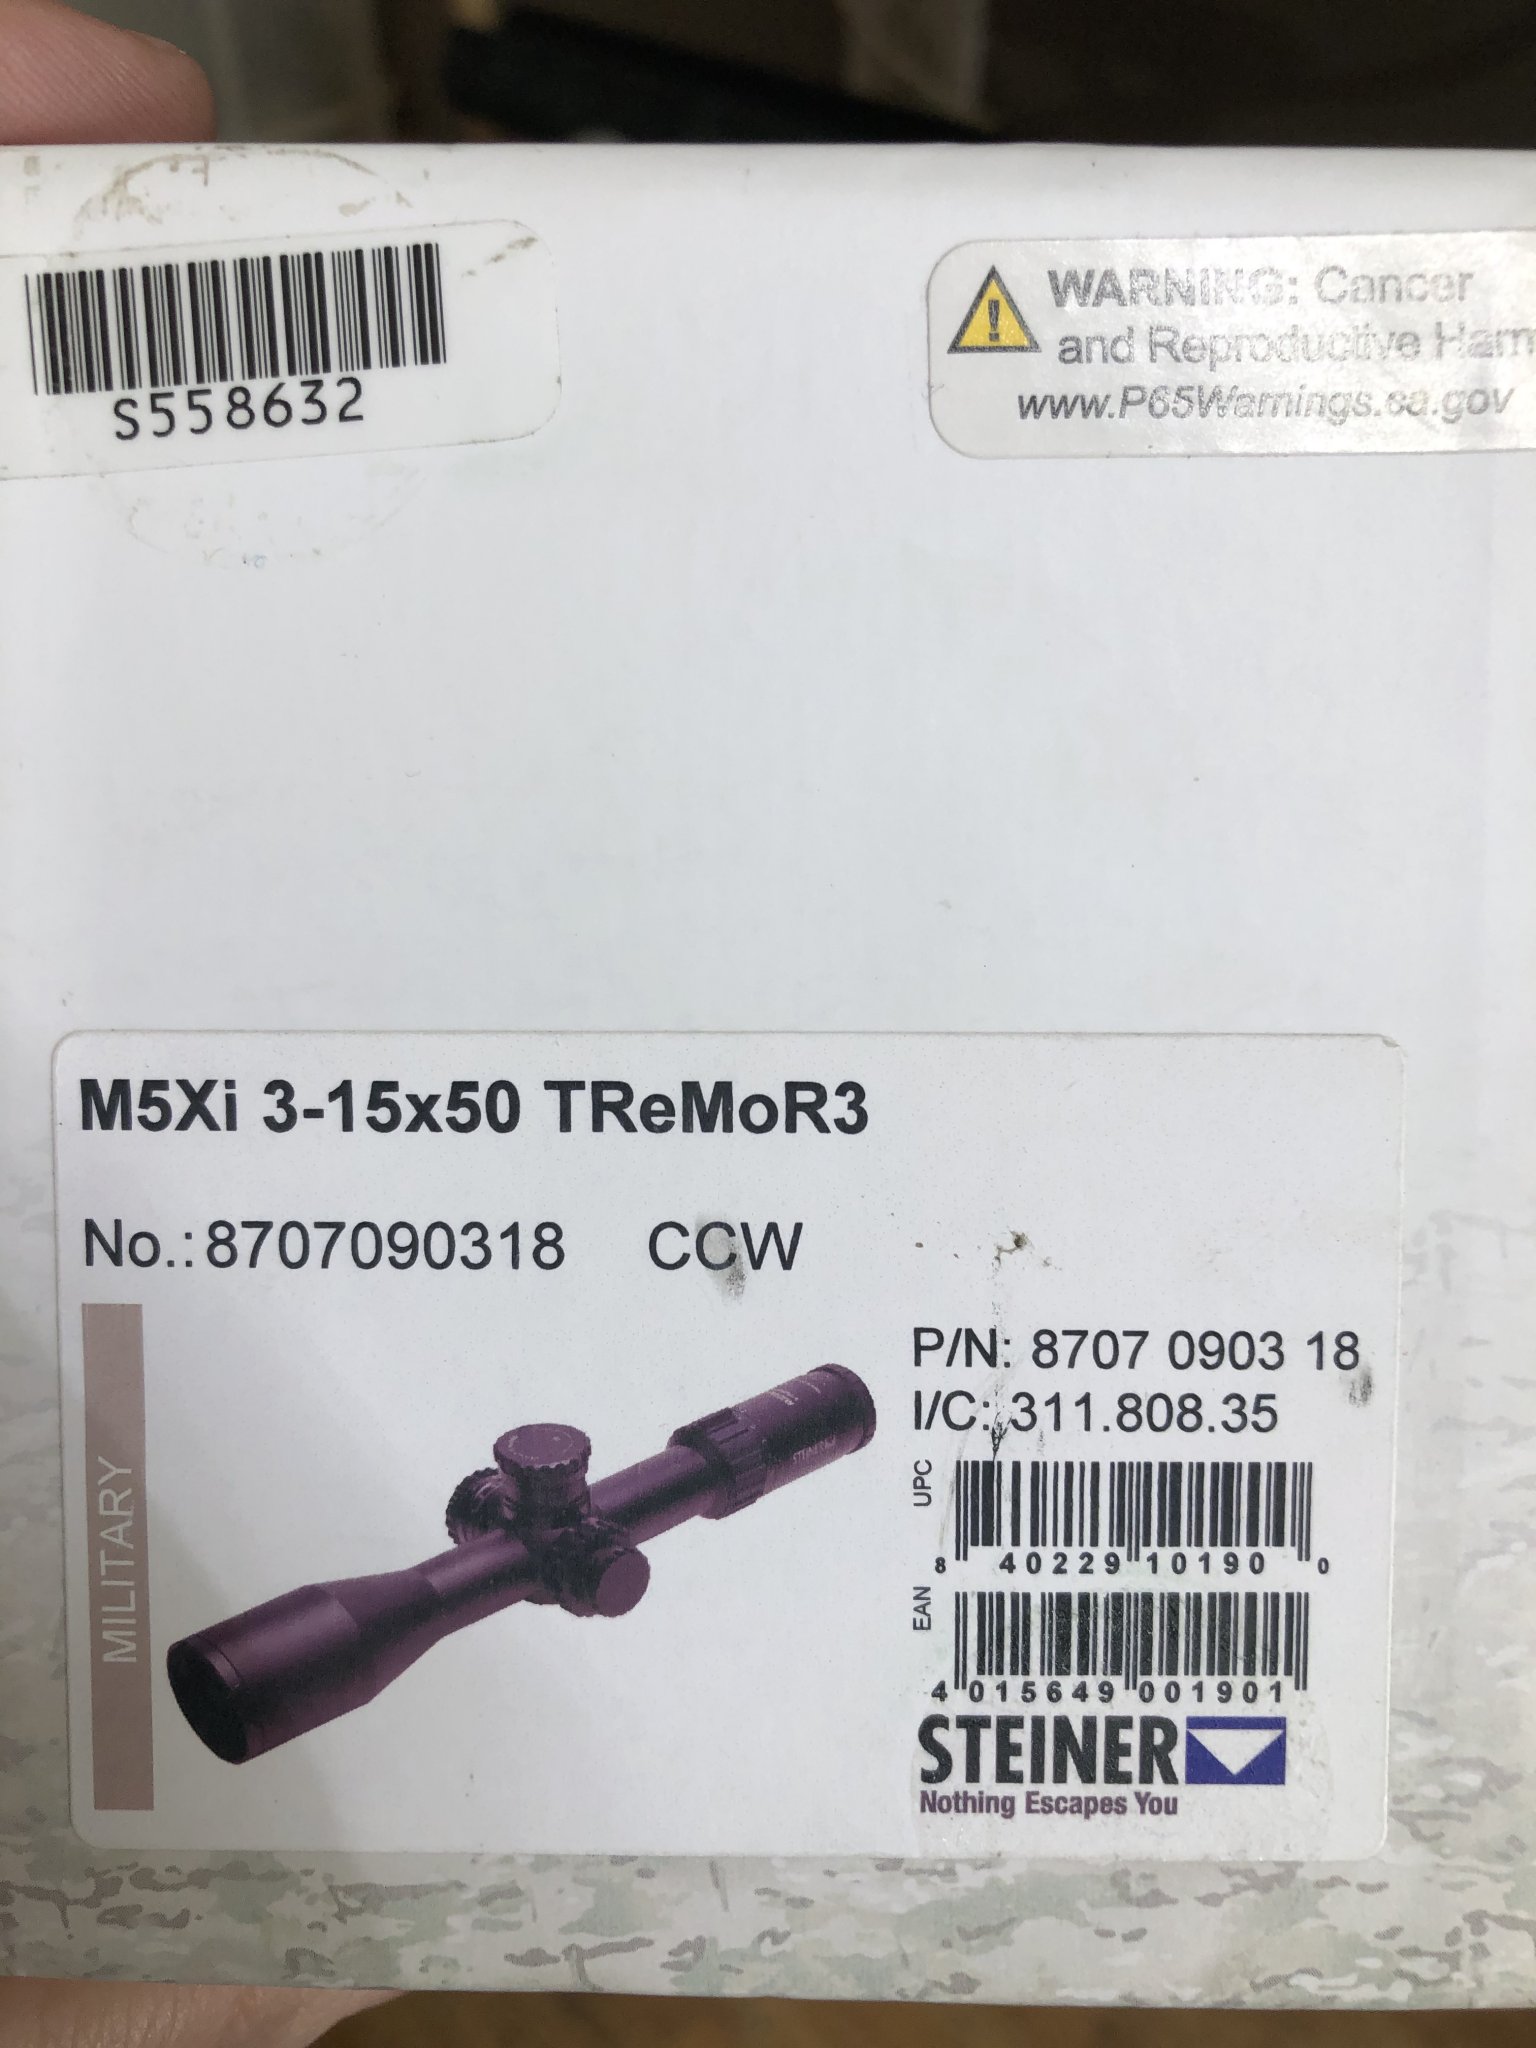 S558632
WARNING: Cancer
and Reproductive Harm
www.P65Warnings.ca.gov
M5Xi 3-15x50 TReMoR3
No.: 8707090318 CCW
MILITARY
P/N: 8707 0903 18
I/C: 311.808.35
UPC
8 40229 10190 0
EAN
4 015649 001901
STEINER
Nothing Escapes You